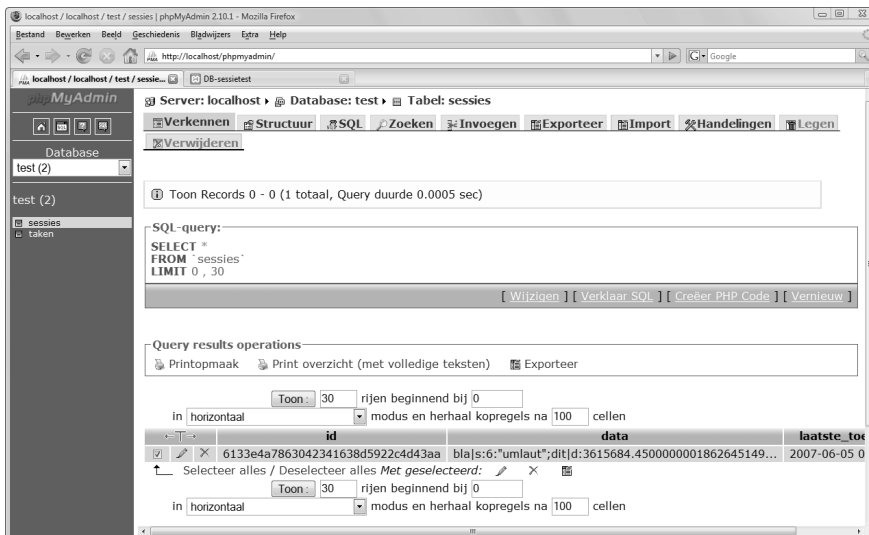 localhost / localhost / test / sessies | phpMyAdmin 2.10.1 - Mozilla Firefox
Bestand Bewerken Beeld Geschiedenis Bladwijzers Extra Help
http://localhost/phpmyadmin/
Google
localhost / localhost / test / sessie...
DB-sessietest
phpMyAdmin
Database
test (2)
test (2)
sessies
taken
Server: localhost Database: test Tabel: sessies
Verkennen Structuur SQL Zoeken Invoegen Exporteer Import Handelingen Legen
Verwijderen
Toon Records 0 - 0 (1 totaal, Query duurde 0.0005 sec)
SQL-query:
SELECT *
FROM `sessies`
LIMIT 0 , 30
[ Wijzigen ] [ Verklaar SQL ] [ Creëer PHP Code ] [ Vernieuw ]
Query results operations
Printopmaak Print overzicht (met volledige teksten) Exporteer
Toon : 30 rijen beginnend bij 0
in horizontaal modus en herhaal kopregels na 100 cellen
←T→ id data laatste_toe
6133e4a7863042341638d5922c4d43aa bla|s:6:"umlaut";dit|d:3615684.4500000001862645149... 2007-06-05 0
Selecteer alles / Deselecteer alles Met geselecteerd:
Toon : 30 rijen beginnend bij 0
in horizontaal modus en herhaal kopregels na 100 cellen